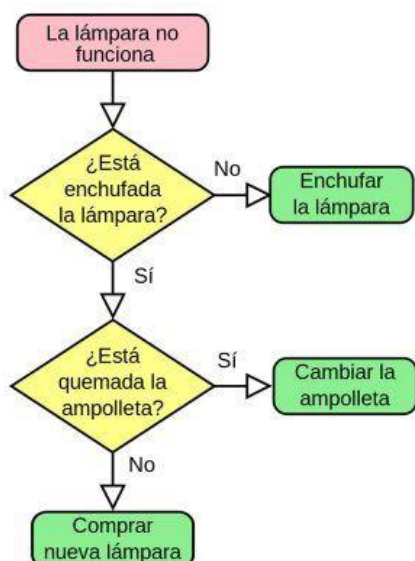 La lámpara no
funciona
¿Está
enchufada
la lámpara?
No
Enchufar
la lámpara
Sí
¿Está
quemada la
ampolleta?
Sí
Cambiar la
ampolleta
No
Comprar
nueva lámpara